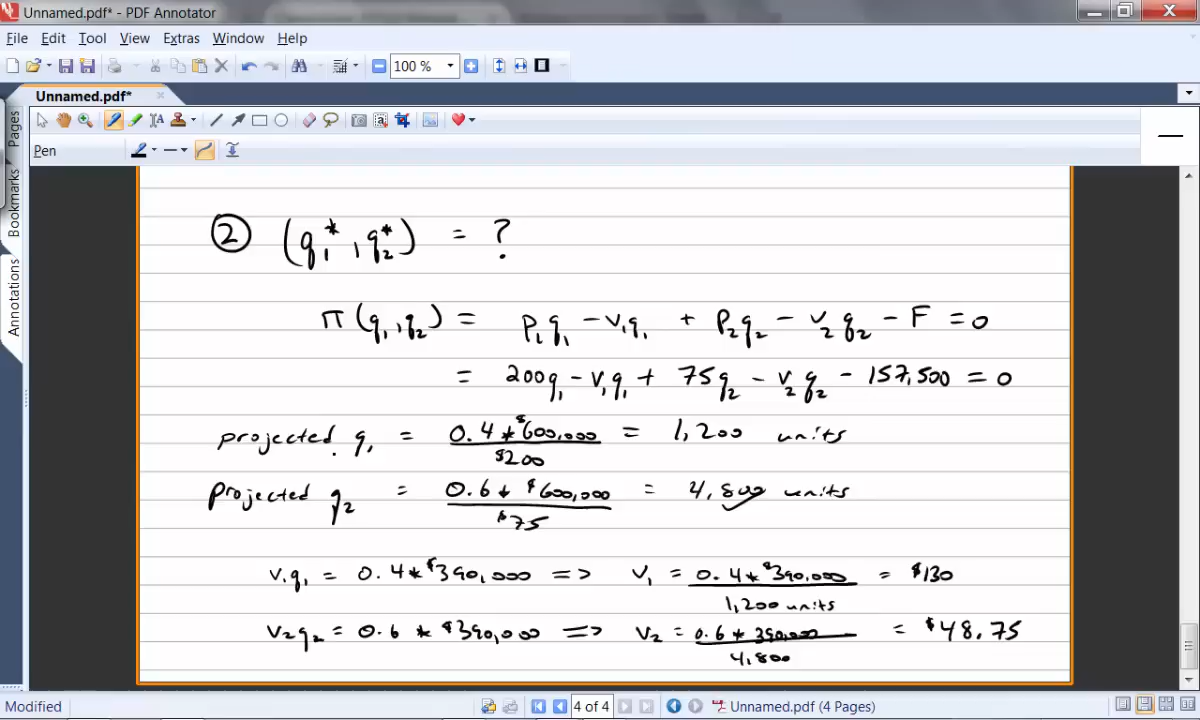 Unnamed.pdf* - PDF Annotator
File Edit Tool View Extras Window Help
100 %
Unnamed.pdf*
Pen
Pages
Bookmarks
Annotations
② (q₁*, q₂*) = ?
π(q₁, q₂) = p₁q₁ - v₁q₁ + p₂q₂ - v₂q₂ - F = 0
= 200q₁ - v₁q₁ + 75q₂ - v₂q₂ - 157,500 = 0
projected q₁ = 0.4 * $600,000 / $200 = 1,200 units
projected q₂ = 0.6 * $600,000 / $75 = 4,800 units
v₁q₁ = 0.4 * $390,000 => v₁ = 0.4 * $390,000 / 1,200 units = $130
v₂q₂ = 0.6 * $390,000 => v₂ = 0.6 * 390,000 / 4,800 = $48.75
Modified
4 of 4
Unnamed.pdf (4 Pages)